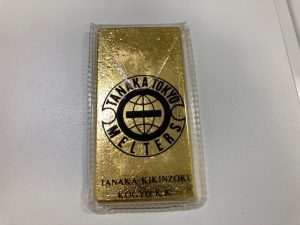 TANAKA TOKYO
MELTERS
TANAKA KIKINZOKU
KOGYO K.K.